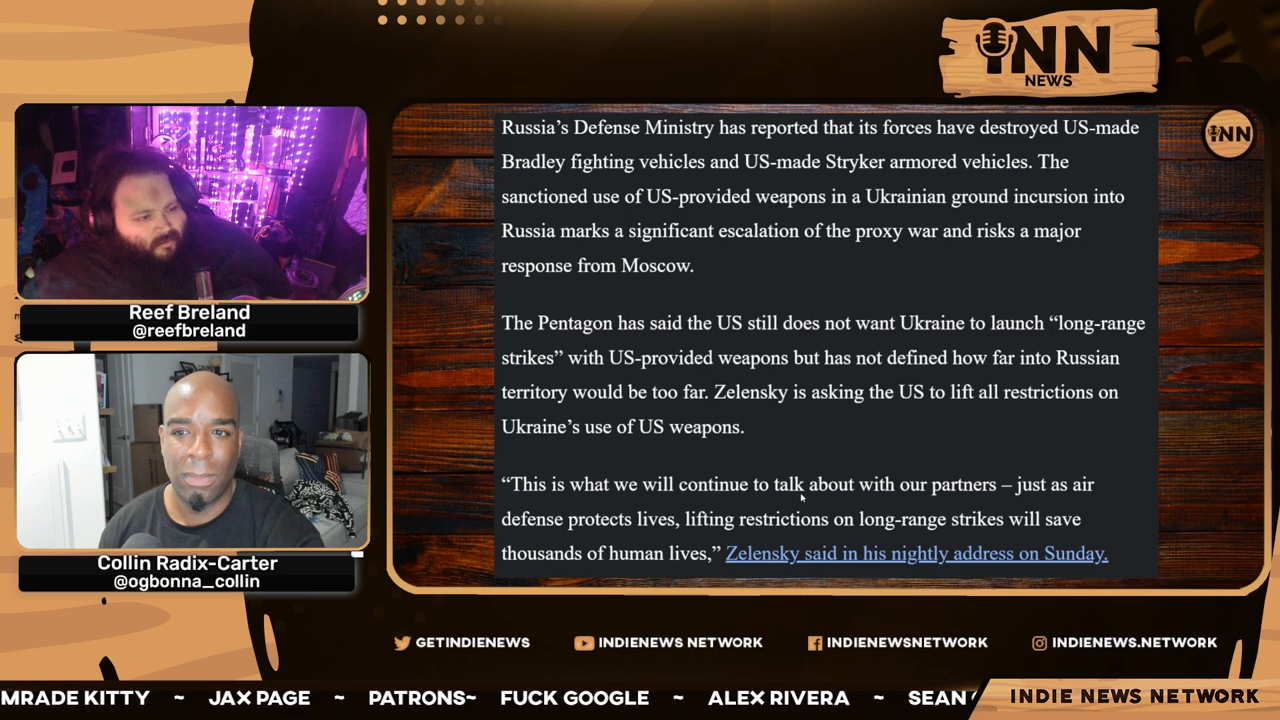 iNN
NEWS
iNN
Russia’s Defense Ministry has reported that its forces have destroyed US-made
Bradley fighting vehicles and US-made Stryker armored vehicles. The
sanctioned use of US-provided weapons in a Ukrainian ground incursion into
Russia marks a significant escalation of the proxy war and risks a major
response from Moscow.
The Pentagon has said the US still does not want Ukraine to launch “long-range
strikes” with US-provided weapons but has not defined how far into Russian
territory would be too far. Zelensky is asking the US to lift all restrictions on
Ukraine’s use of US weapons.
“This is what we will continue to talk about with our partners – just as air
defense protects lives, lifting restrictions on long-range strikes will save
thousands of human lives,” Zelensky said in his nightly address on Sunday.
Reef Breland
@reefbreland
Collin Radix-Carter
@ogbonna_collin
GETINDIENEWS INDIENEWS NETWORK INDIENEWSNETWORK INDIENEWS.NETWORK
MRADE KITTY ~ JAX PAGE ~ PATRONS~ FUCK GOOGLE ~ ALEX RIVERA ~ SEAN
INDIE NEWS NETWORK